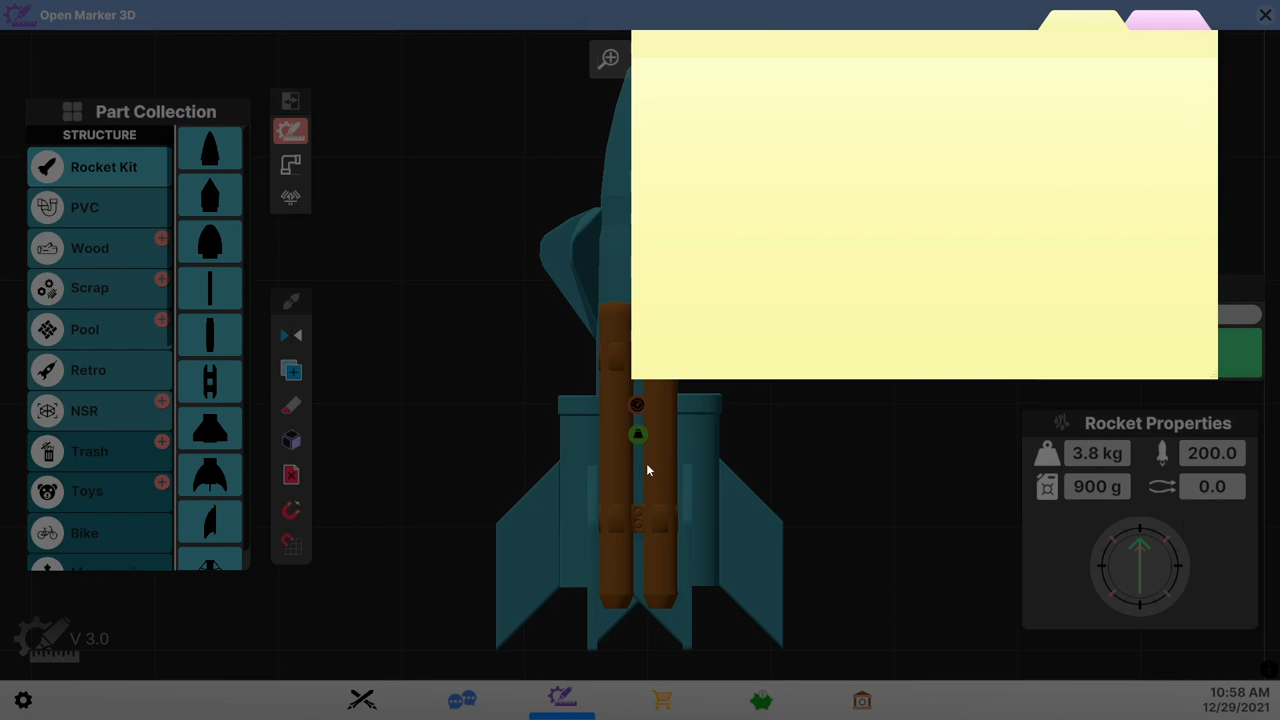 Open Marker 3D
Part Collection
STRUCTURE
Rocket Kit
PVC
Wood
Scrap
Pool
Retro
NSR
Trash
Toys
Bike
V 3.0
Rocket Properties
3.8 kg
200.0
900 g
0.0
10:58 AM
12/29/2021